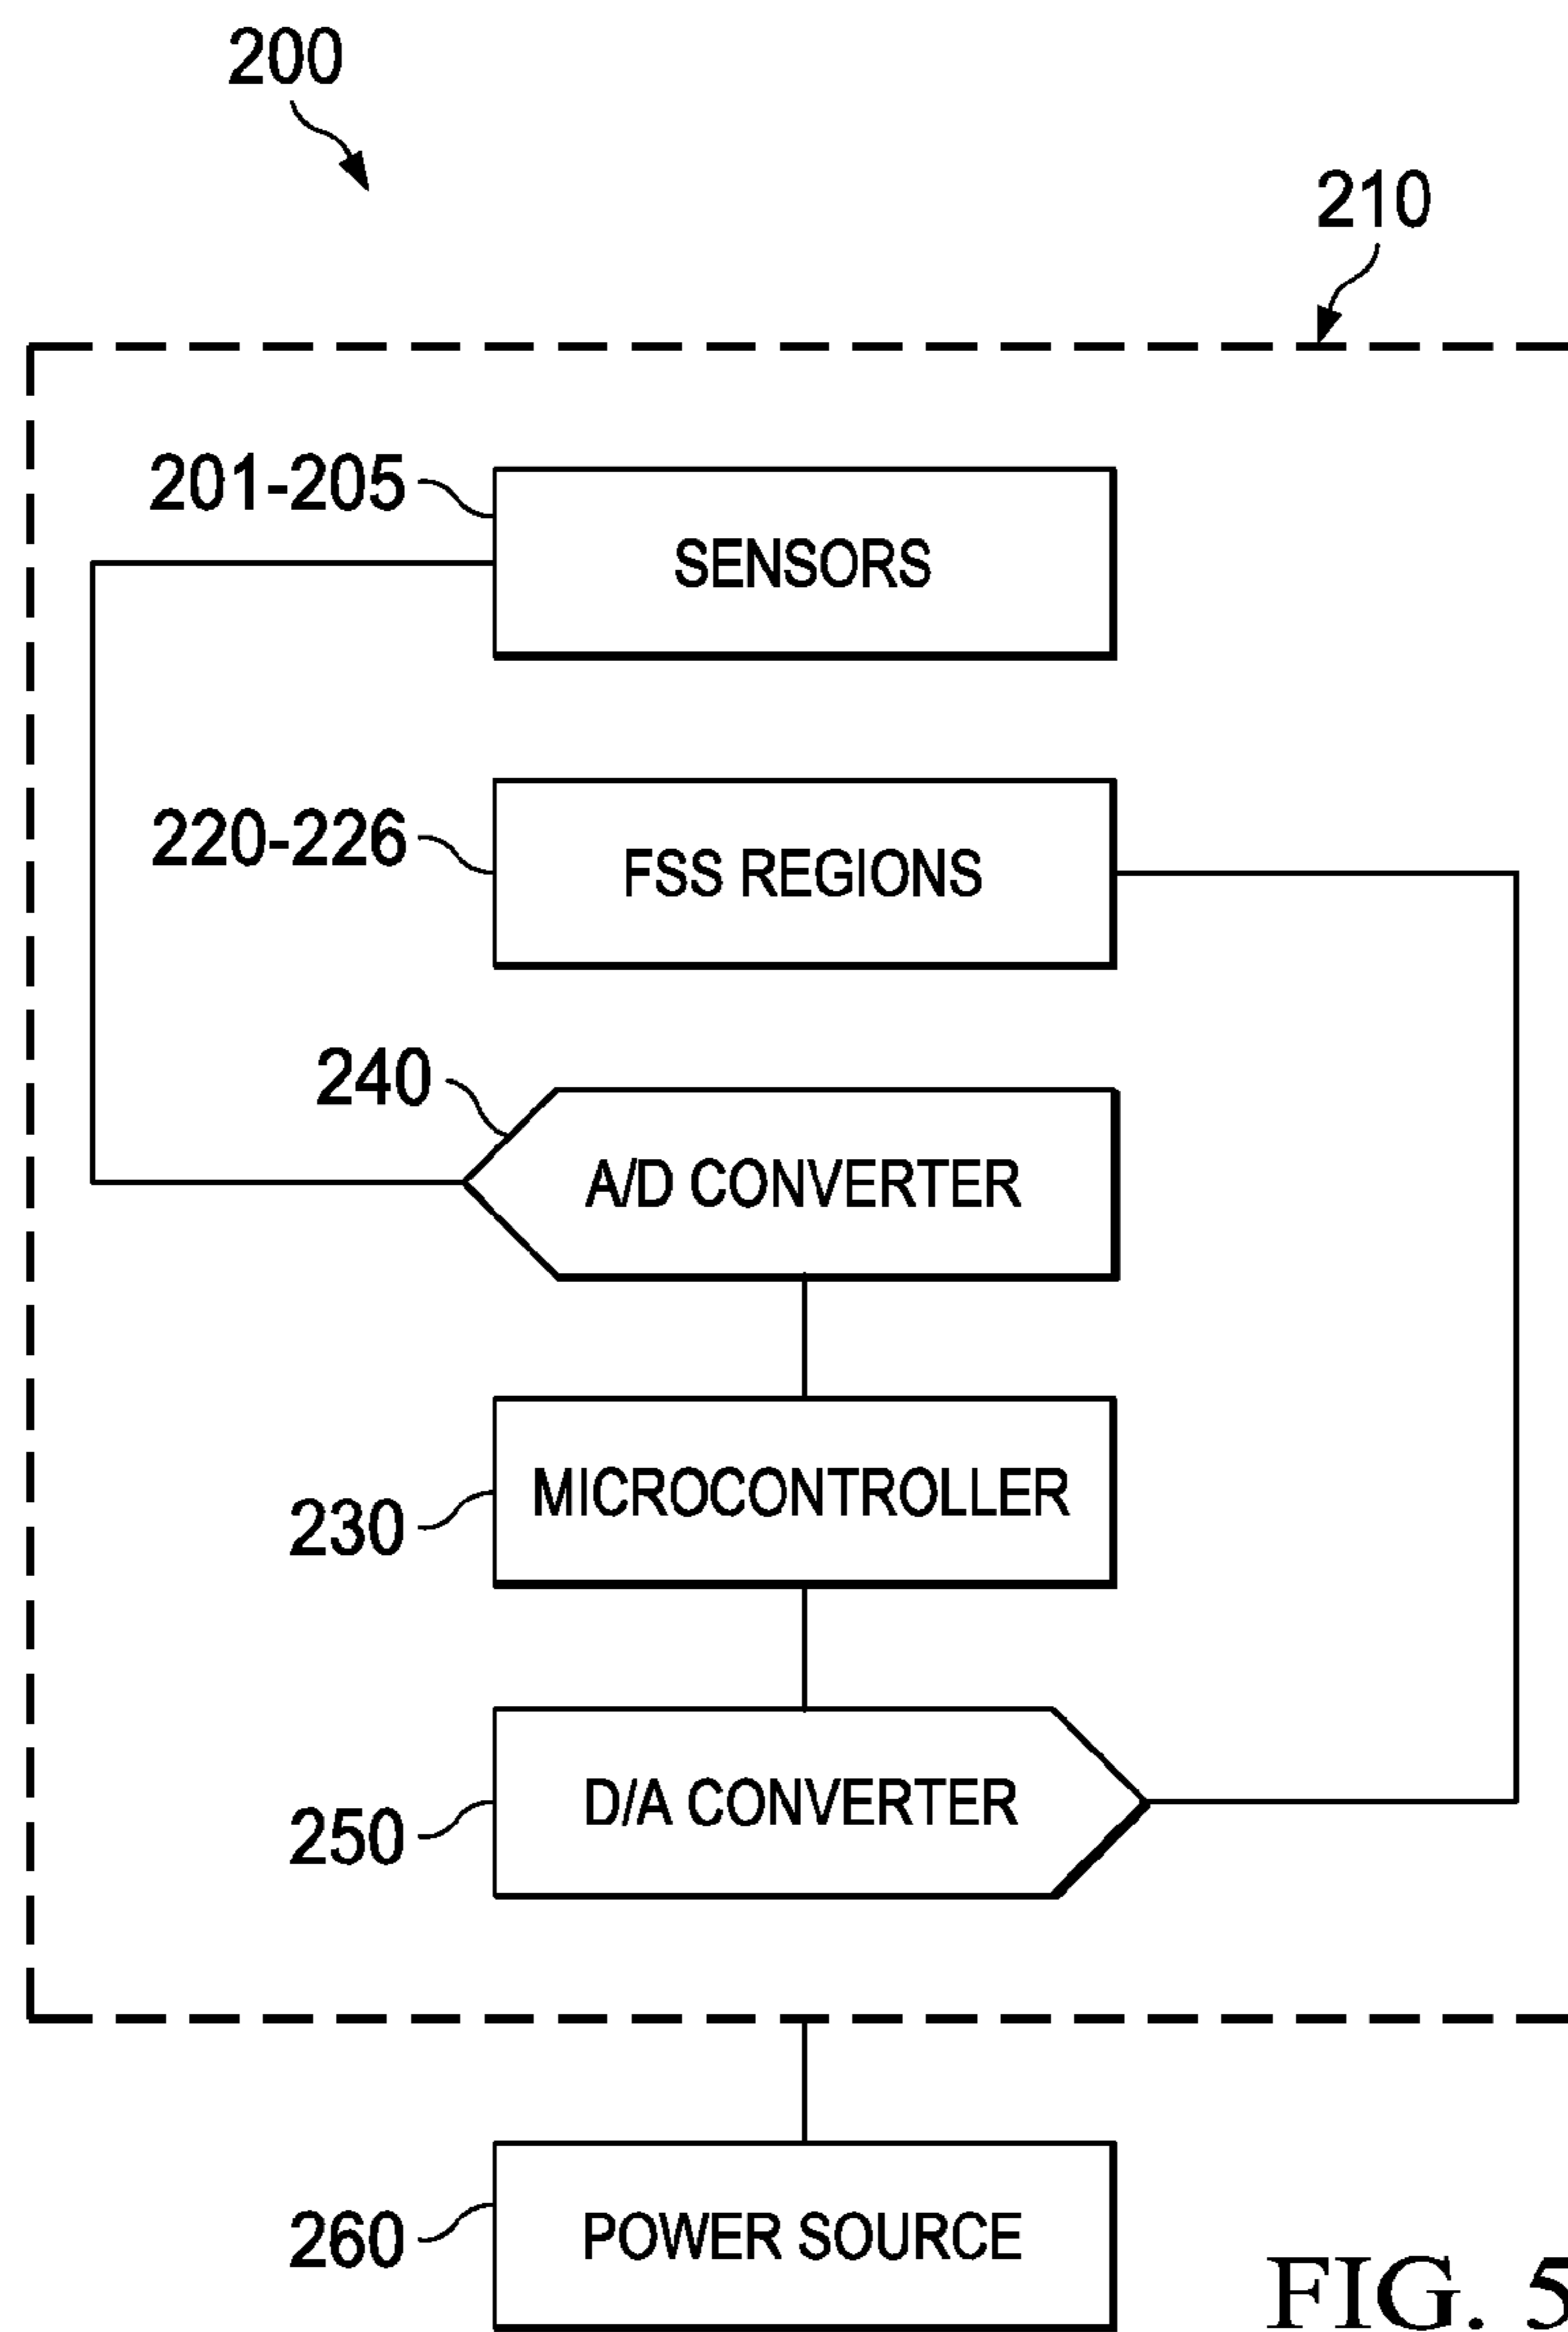 200
210
201-205
SENSORS
220-226
FSS REGIONS
240
A/D CONVERTER
MICROCONTROLLER
230
D/A CONVERTER
250
260
POWER SOURCE
FIG. 5